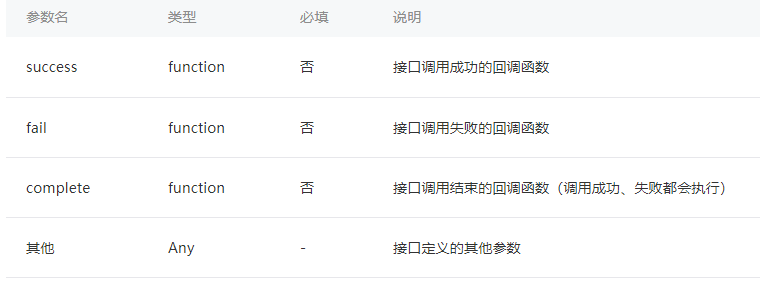 参数名 类型 必填 说明
success function 否 接口调用成功的回调函数
fail function 否 接口调用失败的回调函数
complete function 否 接口调用结束的回调函数（调用成功、失败都会执行）
其他 Any - 接口定义的其他参数